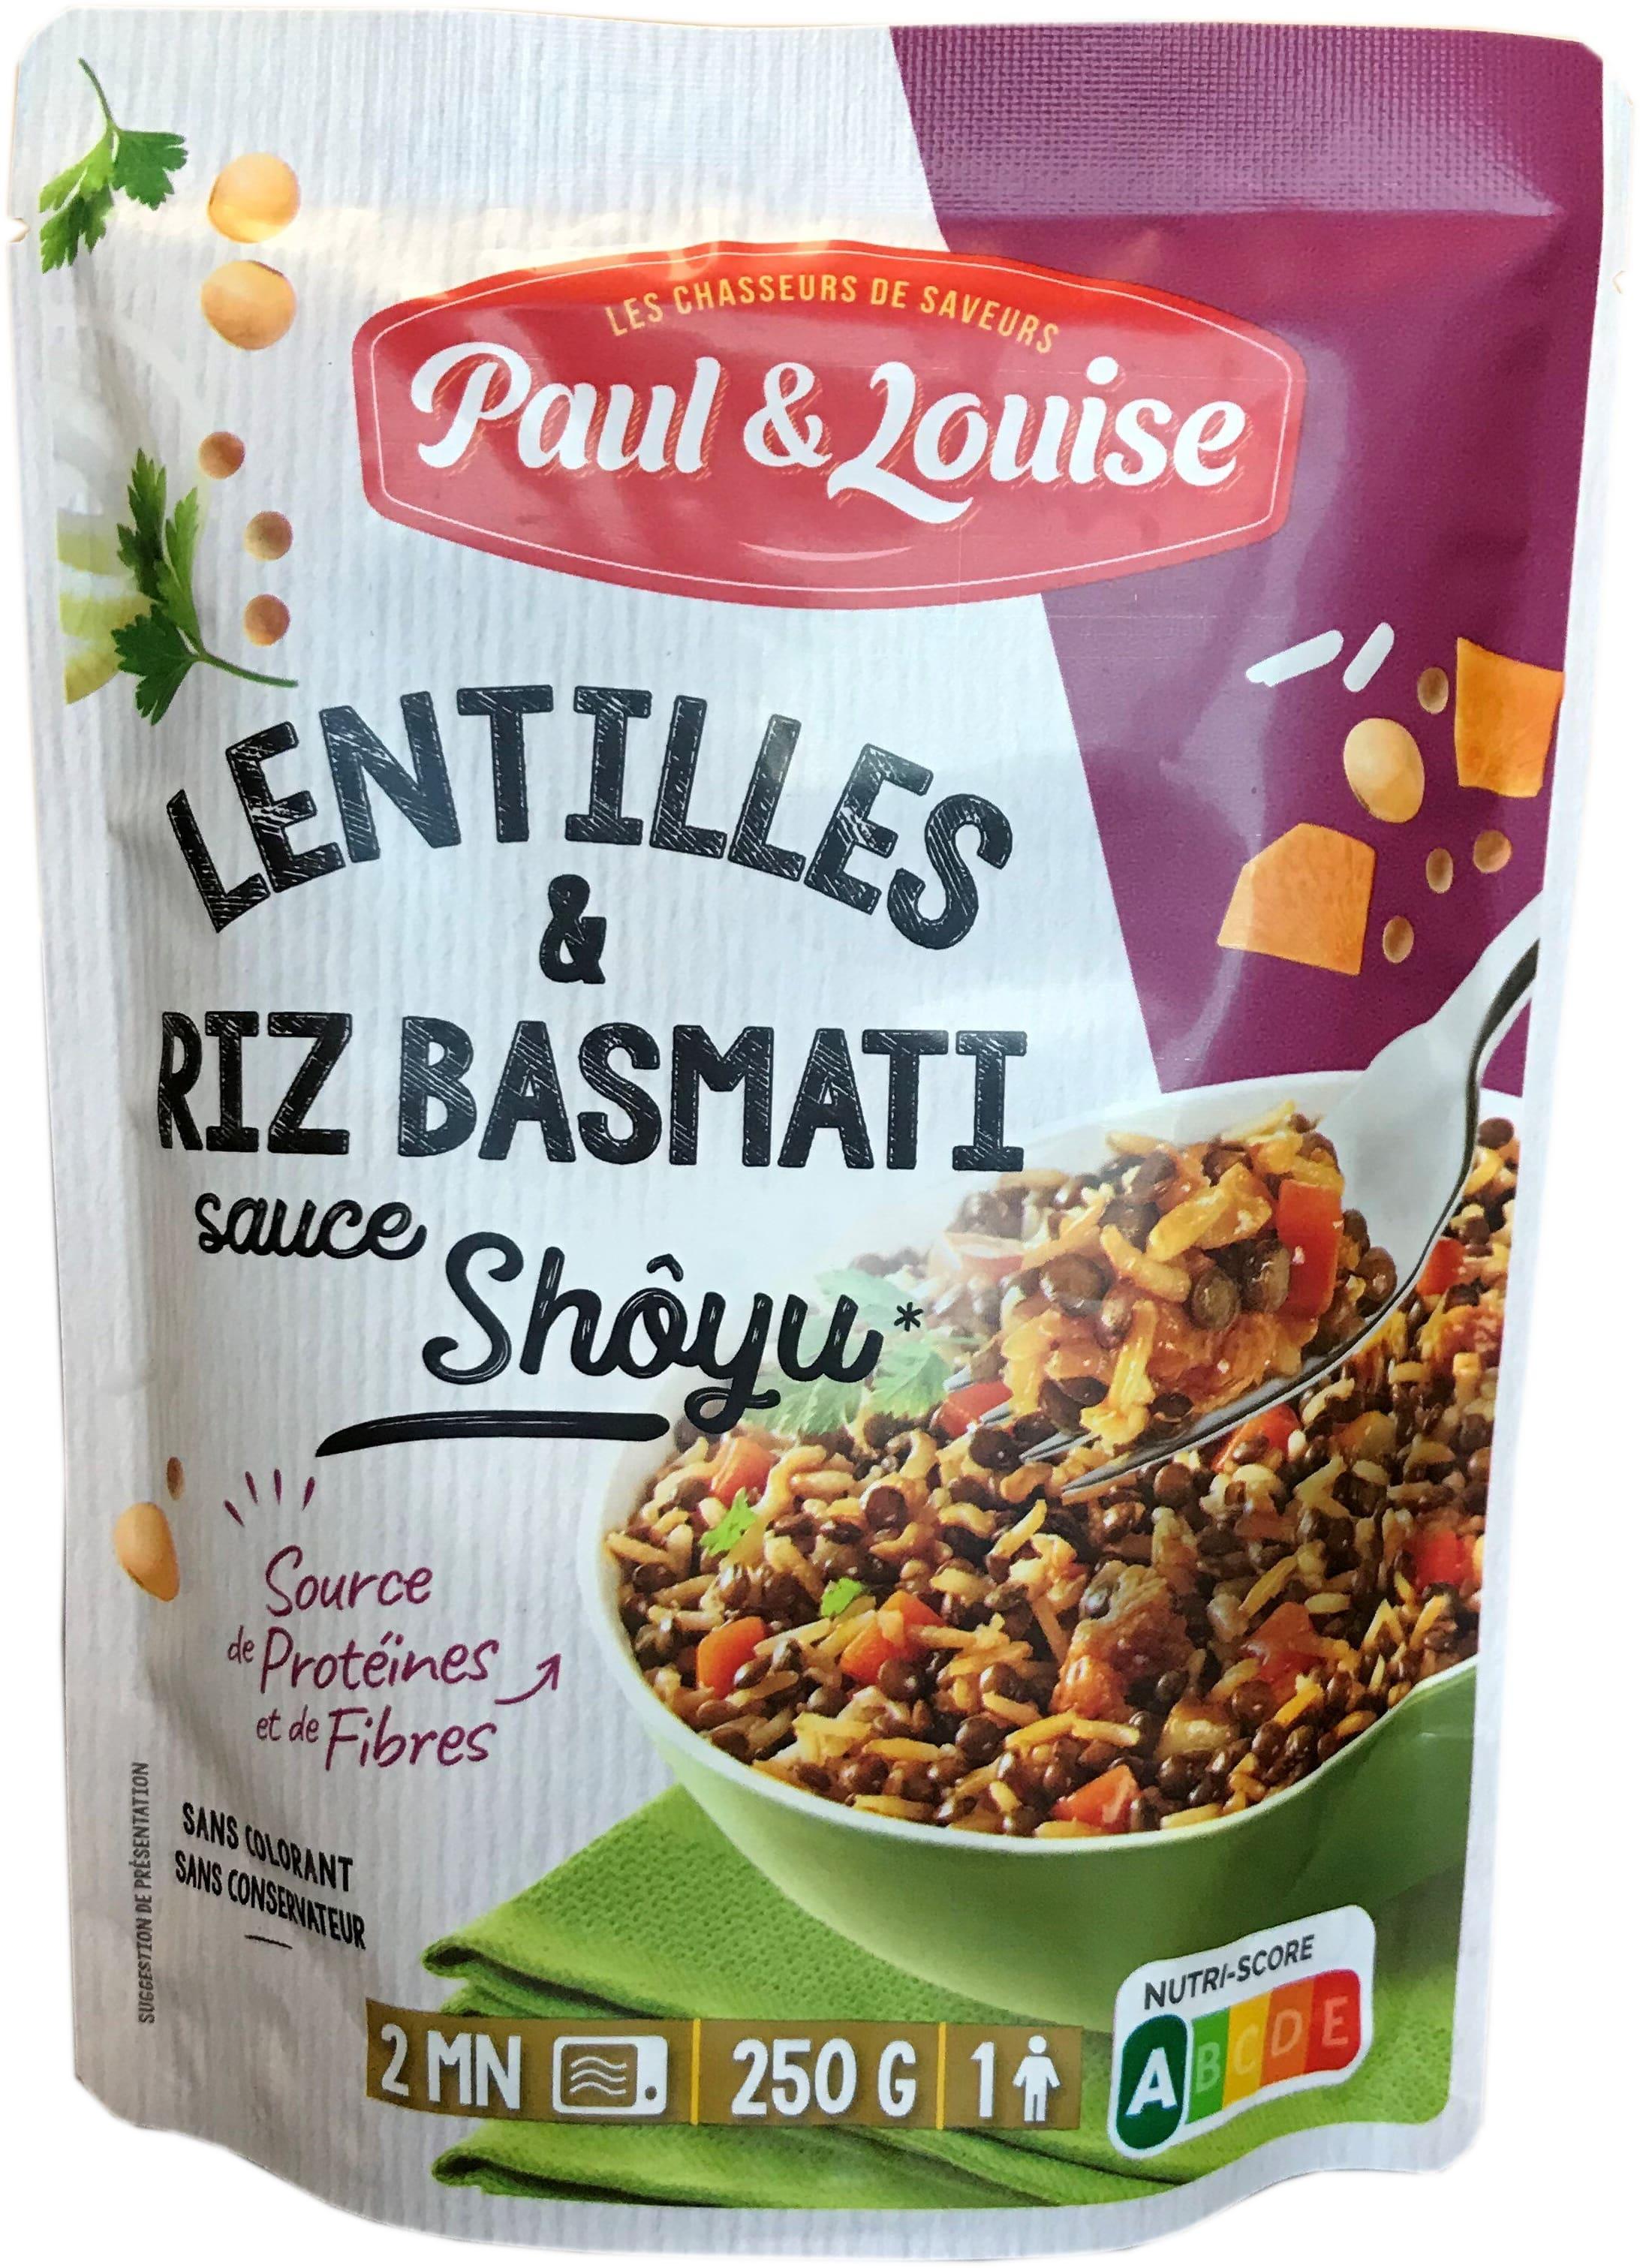 LES CHASSEURS DE SAVEURS
Paul & Louise
LENTILLES
&
RIZ BASMATI
sauce
Shôyu*
Source
de Protéines
et de Fibres
SANS COLORANT
SANS CONSERVATEUR
SUGGESTION DE PRÉSENTATION
2 MN 250 G 1
NUTRI-SCORE
A B C D E